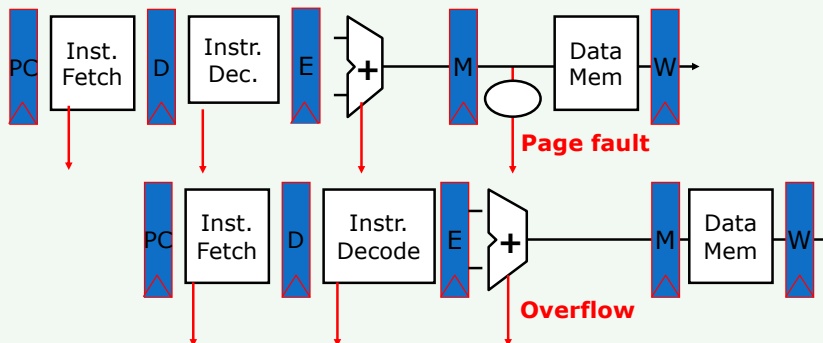 PC
Inst.
Fetch
D
Instr.
Dec.
E
+
M
Data
Mem
W
Page fault
PC
Inst.
Fetch
D
Instr.
Decode
E
+
M
Data
Mem
W
Overflow